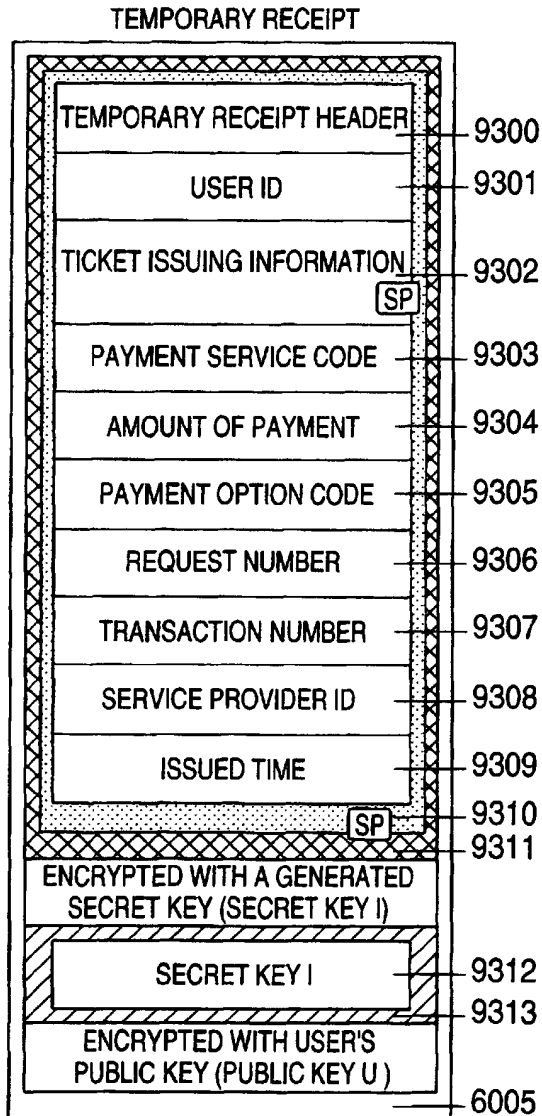 TEMPORARY RECEIPT
TEMPORARY RECEIPT HEADER 9300
USER ID 9301
TICKET ISSUING INFORMATION 9302
SP
PAYMENT SERVICE CODE 9303
AMOUNT OF PAYMENT 9304
PAYMENT OPTION CODE 9305
REQUEST NUMBER 9306
TRANSACTION NUMBER 9307
SERVICE PROVIDER ID 9308
ISSUED TIME 9309
SP 9310
9311
ENCRYPTED WITH A GENERATED
SECRET KEY (SECRET KEY I)
SECRET KEY I 9312
9313
ENCRYPTED WITH USER'S
PUBLIC KEY (PUBLIC KEY U )
6005